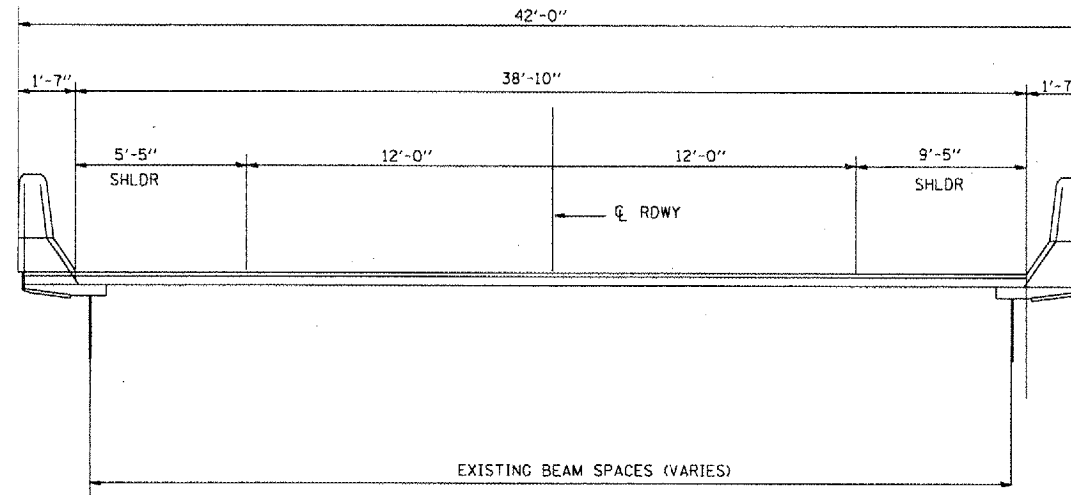 42'-0"
1'-7" 38'-10" 1'-7
5'-5" 12'-0" 12'-0" 9'-5"
SHLDR SHLDR
℄ RDWY
EXISTING BEAM SPACES (VARIES)